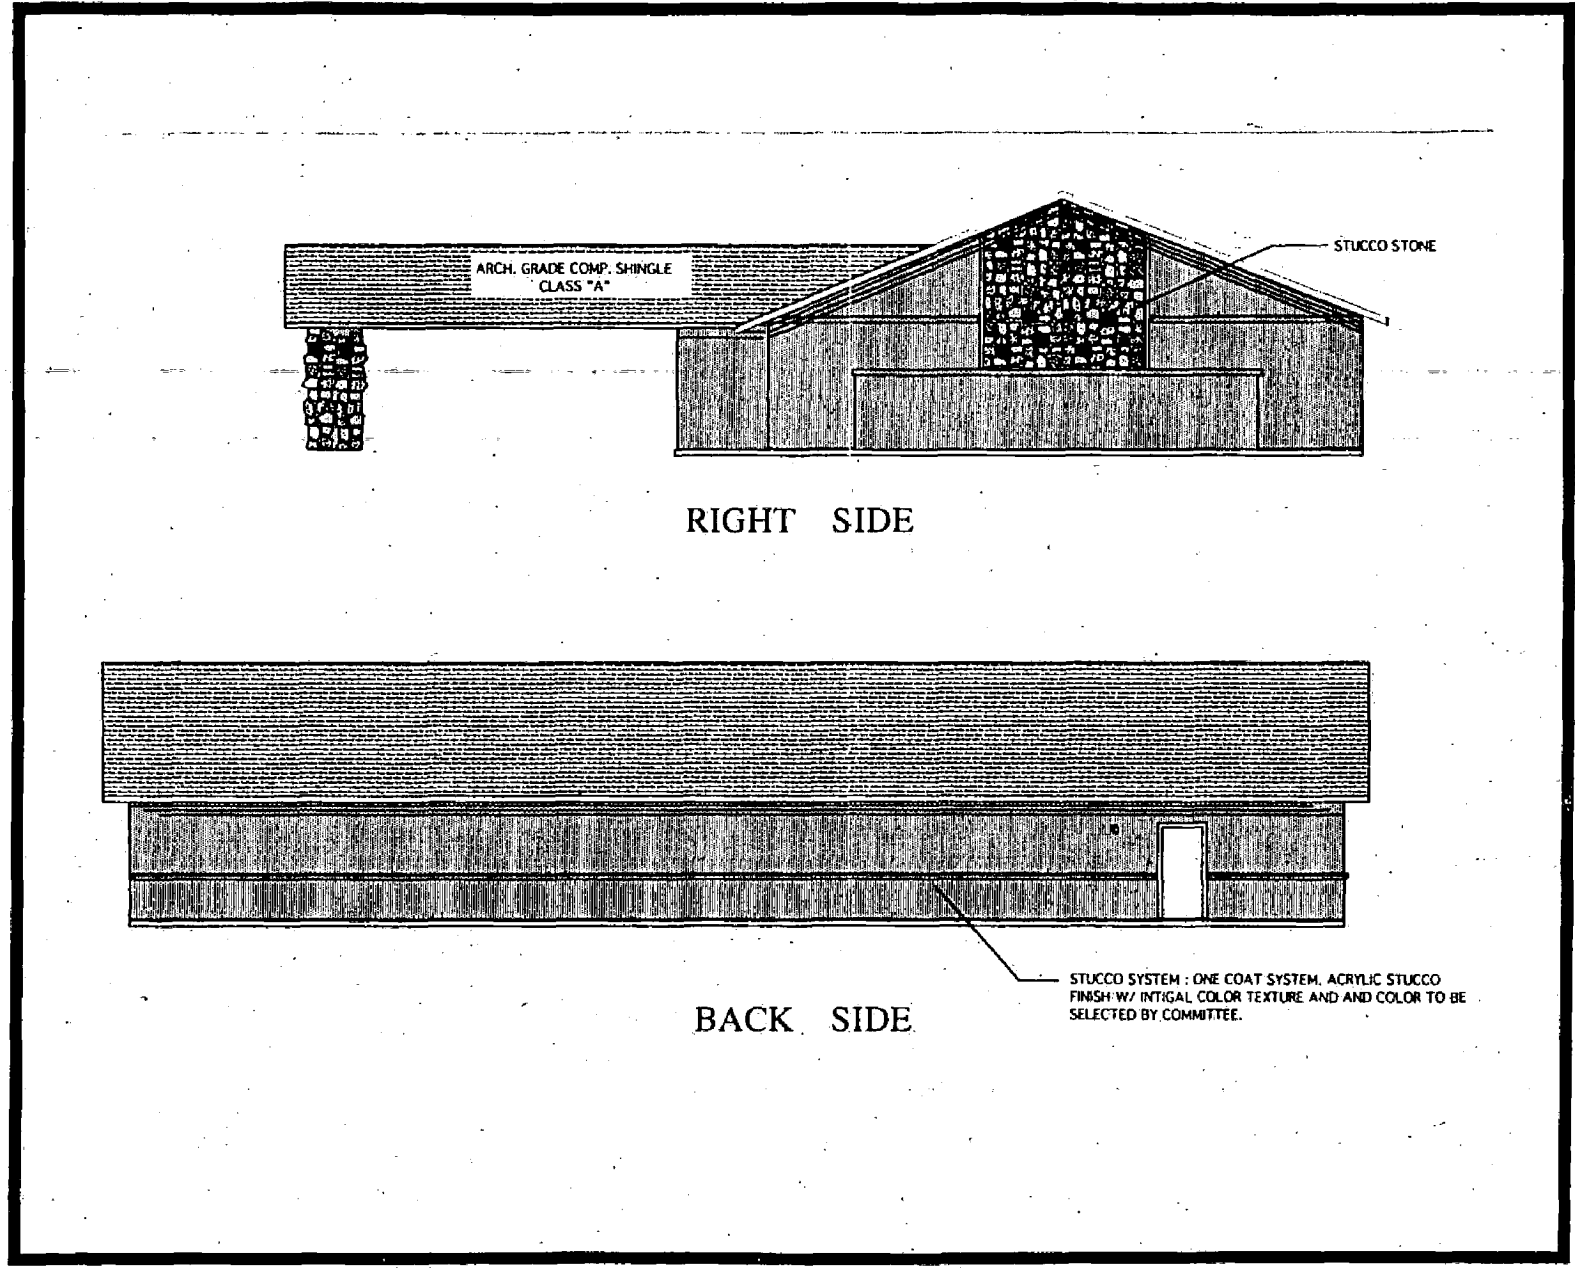 ARCH. GRADE COMP. SHINGLE
CLASS "A"
STUCCO STONE
RIGHT SIDE
STUCCO SYSTEM : ONE COAT SYSTEM. ACRYLIC STUCCO
FINISH W/ INTIGAL COLOR TEXTURE AND AND COLOR TO BE
SELECTED BY COMMITTEE.
BACK SIDE